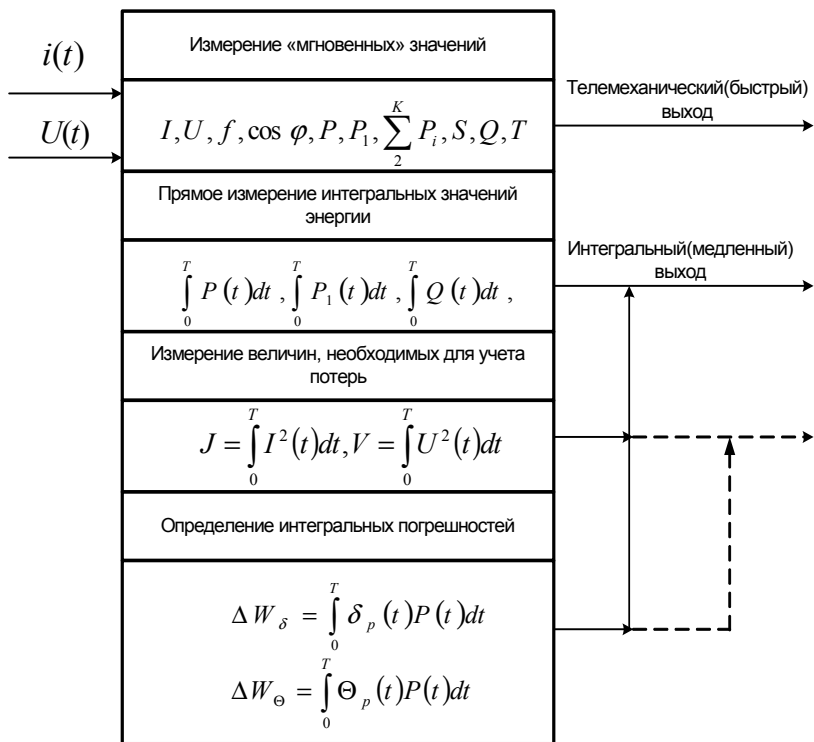 Измерение «мгновенных» значений
i(t)
Телемеханический(быстрый)
выход
U(t)
I, U, f, cos φ, P, P₁, ∑₂ᴷ Pᵢ, S, Q, T
Прямое измерение интегральных значений
энергии
Интегральный(медленный)
выход
∫₀ᵀ P(t)dt , ∫₀ᵀ P₁(t)dt , ∫₀ᵀ Q(t)dt ,
Измерение величин, необходимых для учета
потерь
J = ∫₀ᵀ I²(t)dt, V = ∫₀ᵀ U²(t)dt
Определение интегральных погрешностей
Δ W_δ = ∫₀ᵀ δ_p(t)P(t)dt
ΔW_Θ = ∫₀ᵀ Θ_p(t)P(t)dt